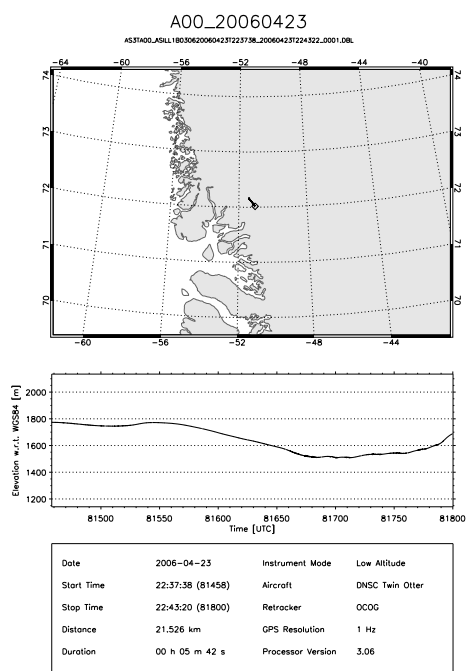 A00_20060423
AS3TA00_ASILL1B030620060423T223738_20060423T224322_0001.DBL
-64 -60 -56 -52 -48 -44 -40
74 74
73 73
72 72
71 71
70 70
-60 -56 -52 -48 -44
Elevation w.r.t. WGS84 [m]
2000
1800
1600
1400
1200
81500 81550 81600 81650 81700 81750 81800
Time [UTC]
Date 2006-04-23 Instrument Mode Low Altitude
Start Time 22:37:38 (81458) Aircraft DNSC Twin Otter
Stop Time 22:43:20 (81800) Retracker OCOG
Distance 21.526 km GPS Resolution 1 Hz
Duration 00 h 05 m 42 s Processor Version 3.06